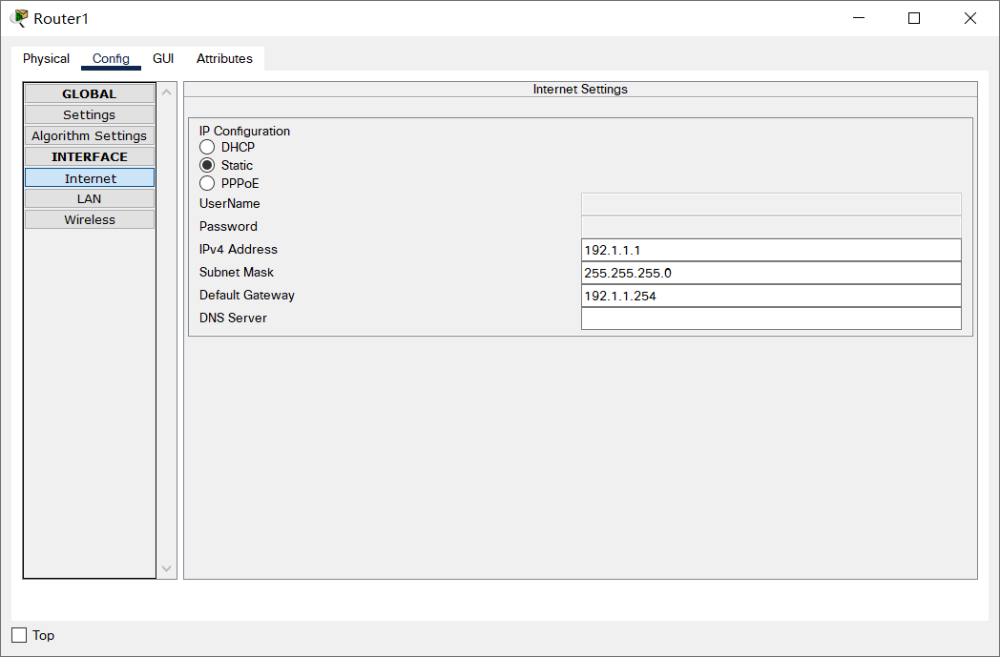 Router1
Physical Config GUI Attributes
GLOBAL
Settings
Algorithm Settings
INTERFACE
Internet
LAN
Wireless
Internet Settings
IP Configuration
DHCP
Static
PPPoE
UserName
Password
IPv4 Address 192.1.1.1
Subnet Mask 255.255.255.0
Default Gateway 192.1.1.254
DNS Server
Top